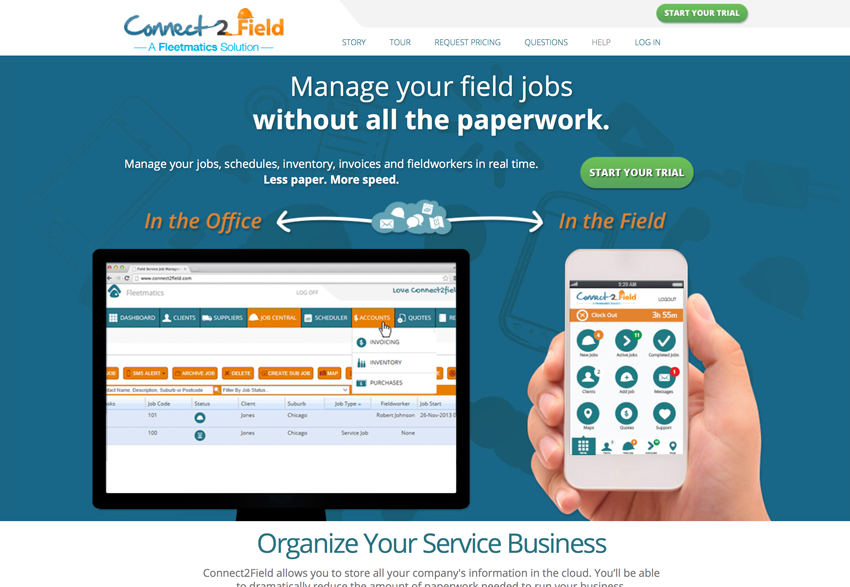 Connect2Field
A Fleetmatics Solution
START YOUR TRIAL
STORY TOUR REQUEST PRICING QUESTIONS HELP LOG IN
Manage your field jobs
without all the paperwork.
Manage your jobs, schedules, inventory, invoices and fieldworkers in real time.
Less paper. More speed.
START YOUR TRIAL
In the Office
In the Field
Field Service Job Manage
www.connect2field.com
Fleetmatics
LOG OFF
Love Connect2fiel
DASHBOARD CLIENTS SUPPLIERS JOB CENTRAL SCHEDULER ACCOUNTS QUOTES RE
INVOICING
INVENTORY
PURCHASES
SMS ALERT ARCHIVE JOB DELETE CREATE SUB JOB MAP
tact Name, Description, Suburb or Postcode Filter By Job Status...
Job Code Status Client Suburb Job Type Fieldworker Job Start
101 Jones Chicago Robert Johnson 26-Nov-2013
100 Jones Chicago Service Job None
3:20 AM
Connect2Field
LOGOUT
Clock Out 3h 55m
4 11
New Jobs Active Jobs Completed Jobs
2 1
Clients Add Job Messages
Maps Quotes Support
Organize Your Service Business
Connect2Field allows you to store all your company's information in the cloud. You'll be able
to dramatically reduce the amount of paperwork needed to run your business.